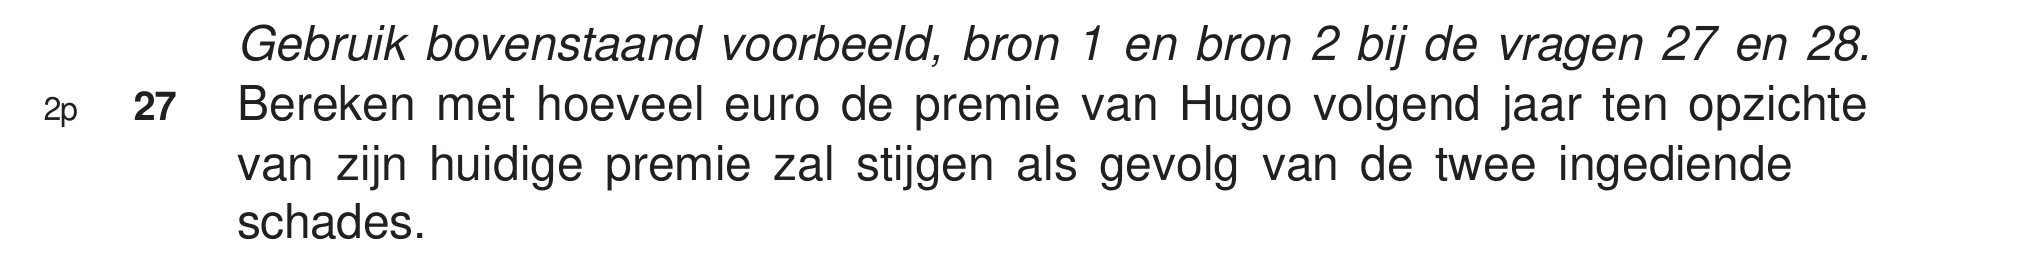 Gebruik bovenstaand voorbeeld, bron 1 en bron 2 bij de vragen 27 en 28.
2p 27 Bereken met hoeveel euro de premie van Hugo volgend jaar ten opzichte
van zijn huidige premie zal stijgen als gevolg van de twee ingediende
schades.